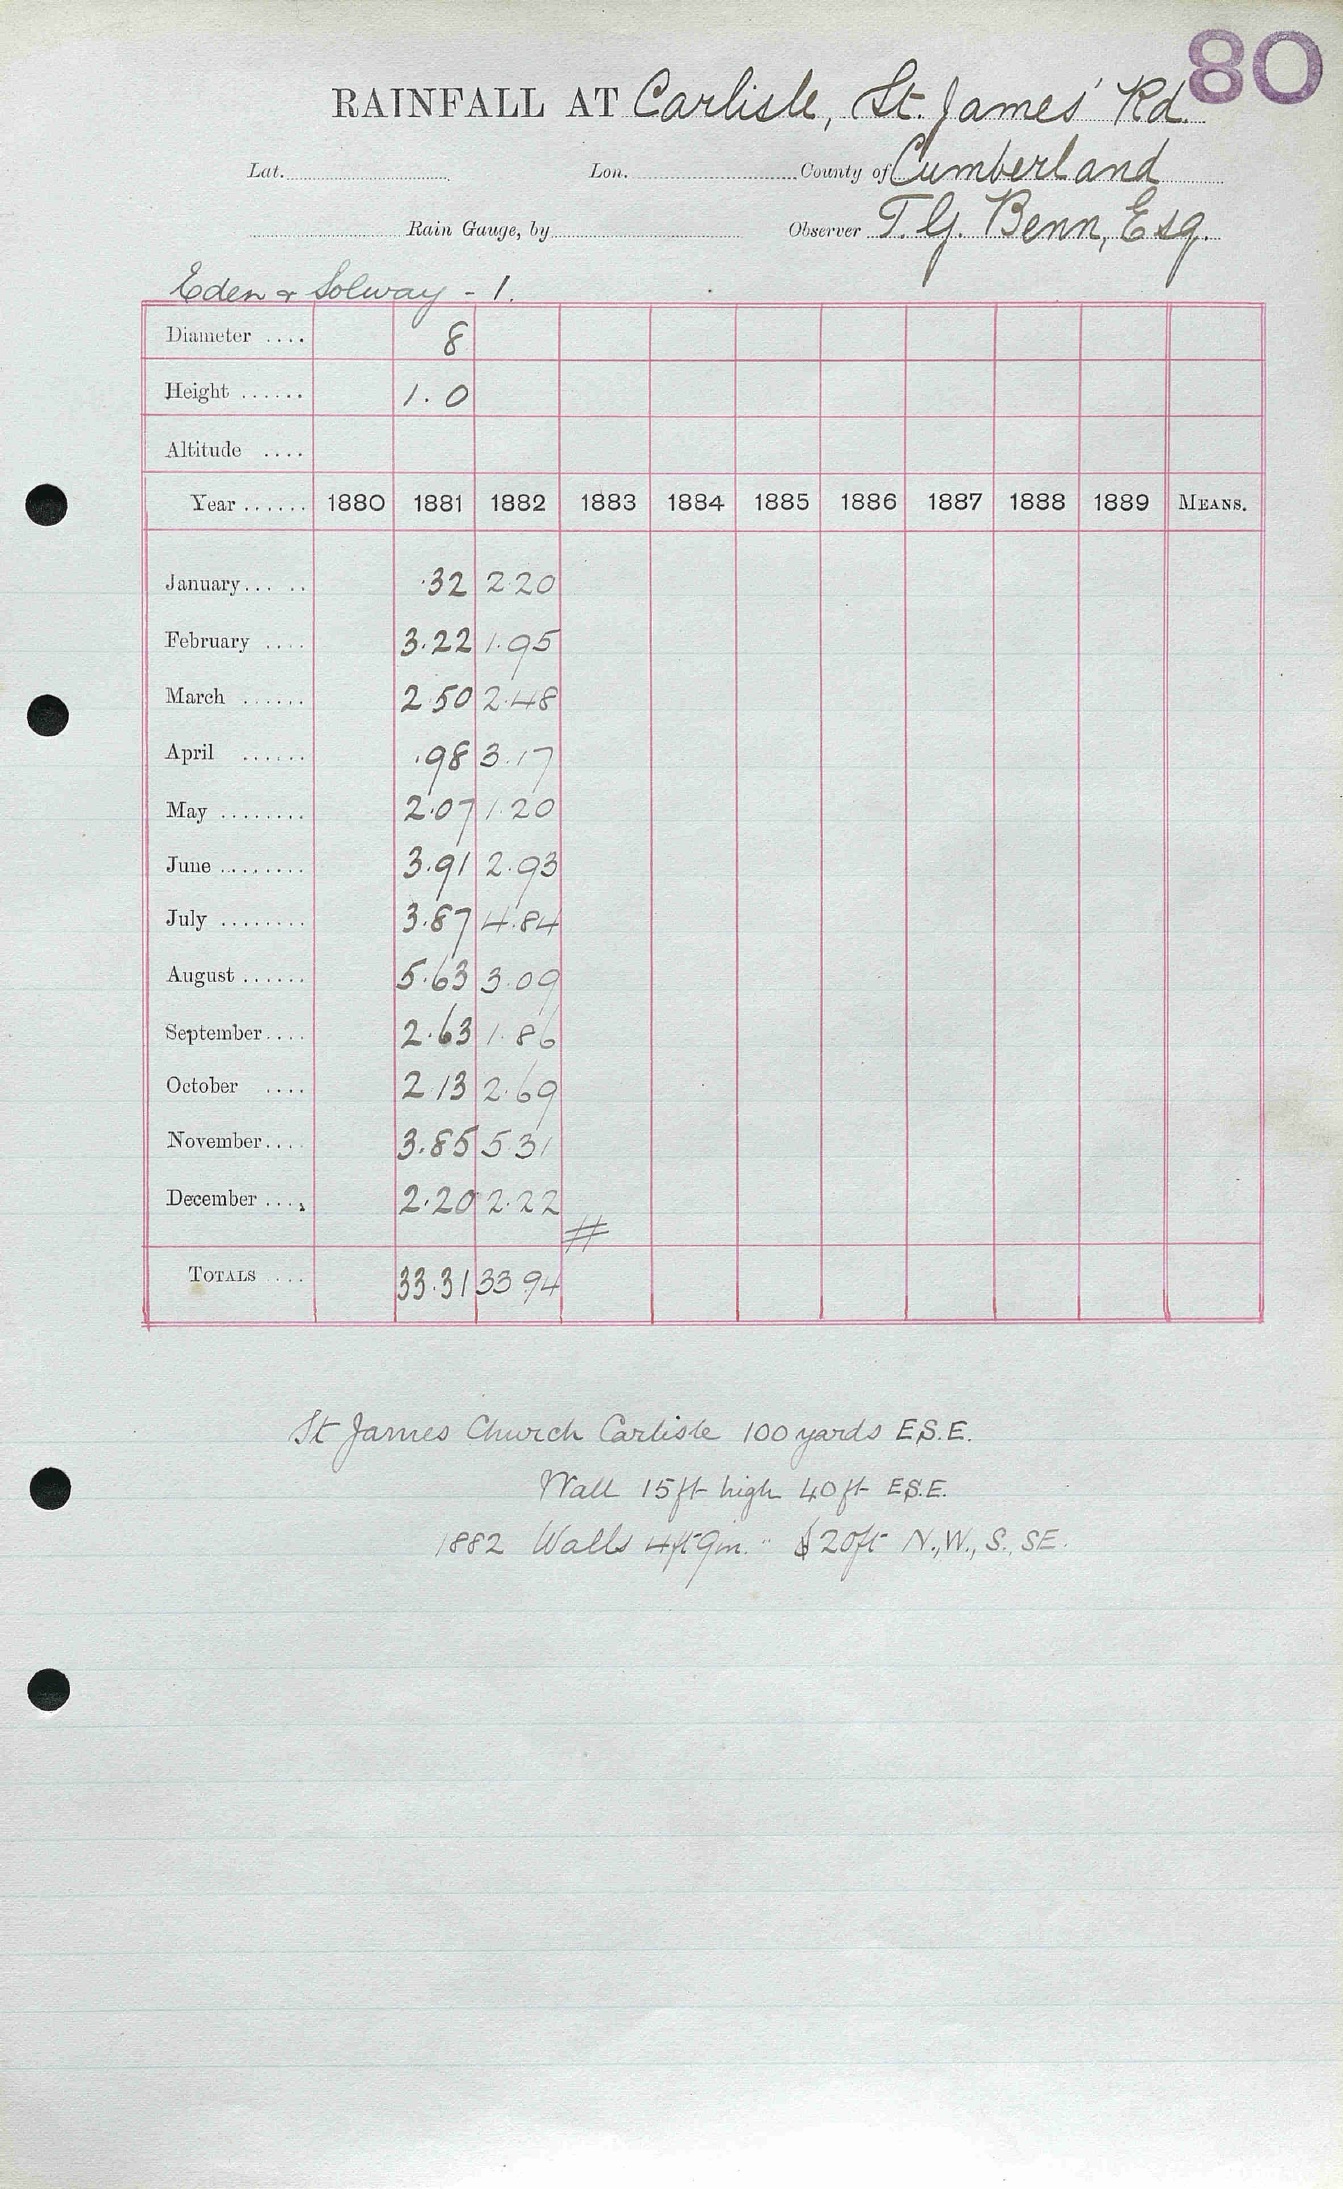 80
RAINFALL AT Carlisle, St. James' Rd.
Lat. Lon. County of Cumberland
Rain Gauge, by Observer T. G. Benn, Esq.
Eden & Solway - 1.
Diameter .... 8
Height ...... 1.0
Altitude ....
Year ...... 1880 1881 1882 1883 1884 1885 1886 1887 1888 1889 MEANS.
January... .. .32 2.20
February .... 3.22 1.95
March ...... 2.50 2.48
April ...... .98 3.17
May ........ 2.07 1.20
June ........ 3.91 2.93
July ........ 3.87 4.84
August ...... 5.63 3.09
September.... 2.63 1.86
October .... 2.13 2.69
November.... 3.85 5 31
December .... 2.20 2.22
#
TOTALS .... 33.31 33 94
St James Church Carlisle 100 yards E.S.E.
Wall 15ft high 40ft E.S.E.
1882 Walls 4ft 9in. " 20ft N., W., S., SE.